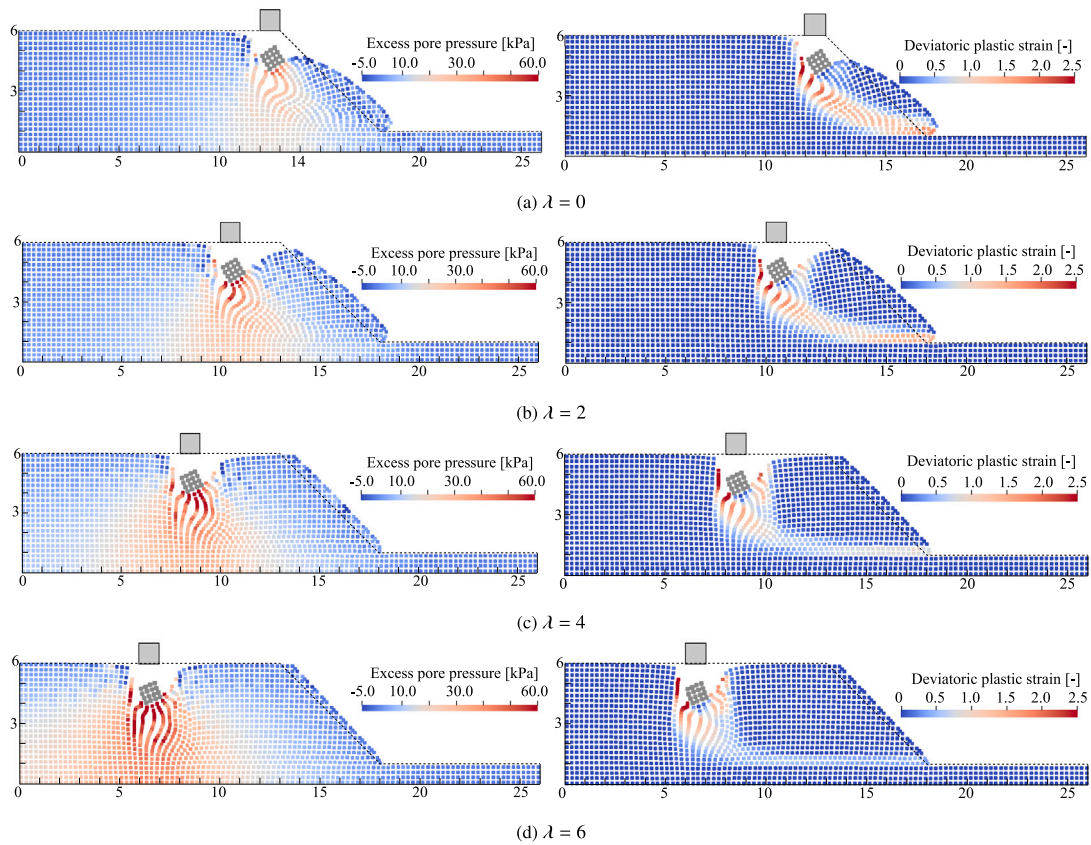 Excess pore pressure [kPa]
-5.0 10.0 30.0 60.0
6
3
0 5 10 14 20 25
Deviatoric plastic strain [-]
0 0.5 1.0 1.5 2.0 2.5
6
3
0 5 10 15 20 25
(a) λ = 0
Excess pore pressure [kPa]
-5.0 10.0 30.0 60.0
6
3
0 5 10 15 20 25
Deviatoric plastic strain [-]
0 0.5 1.0 1.5 2.0 2.5
6
3
0 5 10 15 20 25
(b) λ = 2
Excess pore pressure [kPa]
-5.0 10.0 30.0 60.0
6
3
0 5 10 15 20 25
Deviatoric plastic strain [-]
0 0.5 1.0 1.5 2.0 2.5
6
3
0 5 10 15 20 25
(c) λ = 4
Excess pore pressure [kPa]
-5.0 10.0 30.0 60.0
6
3
0 5 10 15 20 25
Deviatoric plastic strain [-]
0 0.5 1.0 1.5 2.0 2.5
6
3
0 5 10 15 20 25
(d) λ = 6